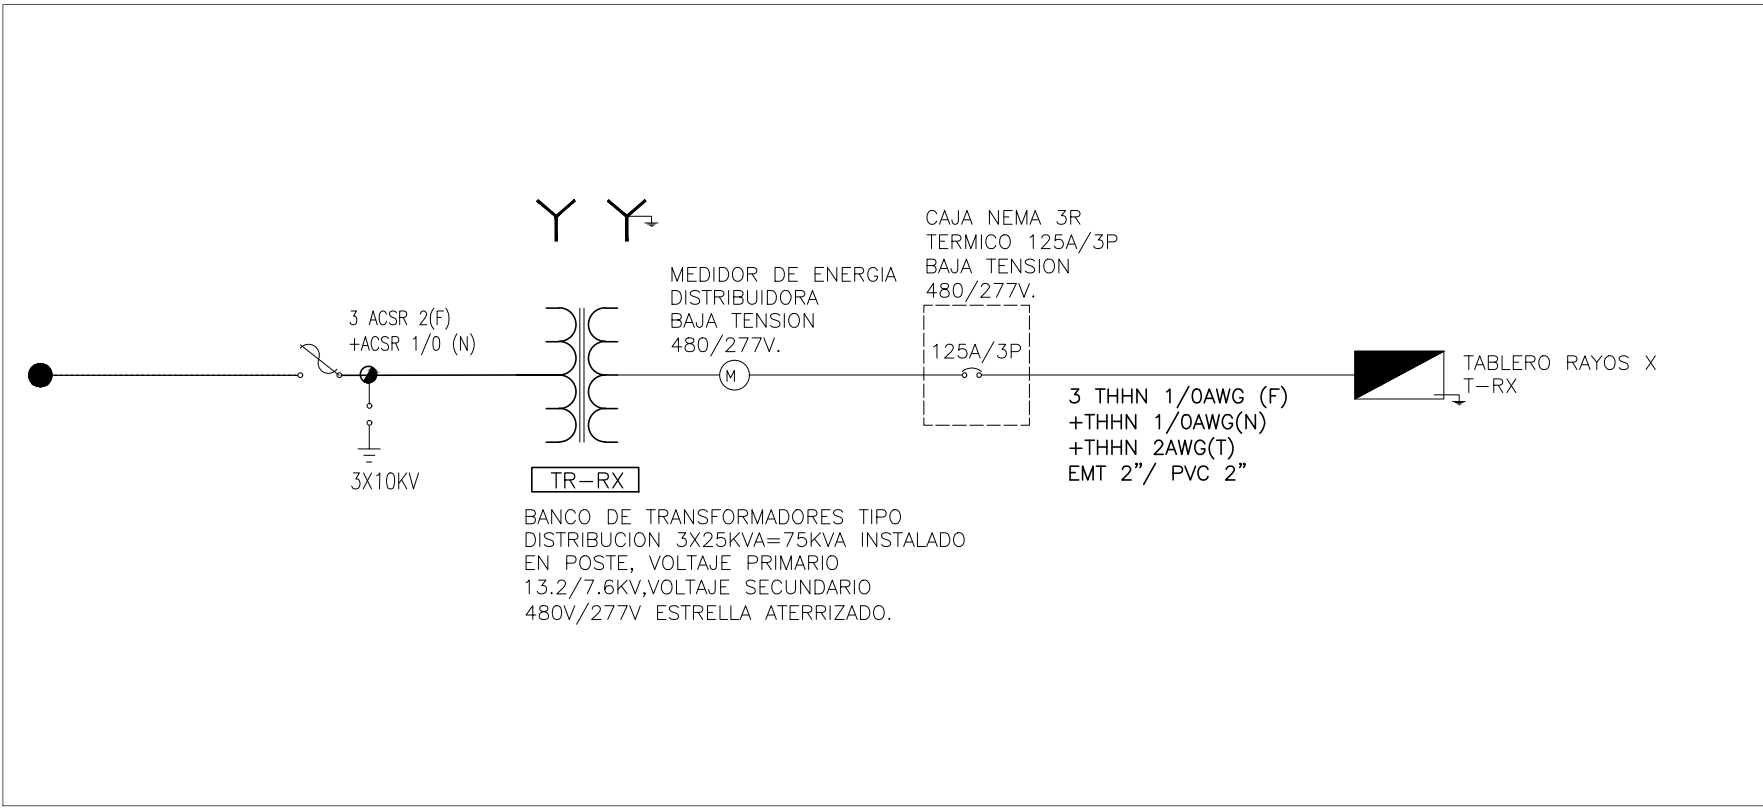 3 ACSR 2(F)
+ACSR 1/0 (N)
3X10KV
TR-RX
BANCO DE TRANSFORMADORES TIPO
DISTRIBUCION 3X25KVA=75KVA INSTALADO
EN POSTE, VOLTAJE PRIMARIO
13.2/7.6KV,VOLTAJE SECUNDARIO
480V/277V ESTRELLA ATERRIZADO.
MEDIDOR DE ENERGIA
DISTRIBUIDORA
BAJA TENSION
480/277V.
M
CAJA NEMA 3R
TERMICO 125A/3P
BAJA TENSION
480/277V.
125A/3P
3 THHN 1/0AWG (F)
+THHN 1/0AWG(N)
+THHN 2AWG(T)
EMT 2”/ PVC 2”
TABLERO RAYOS X
T-RX